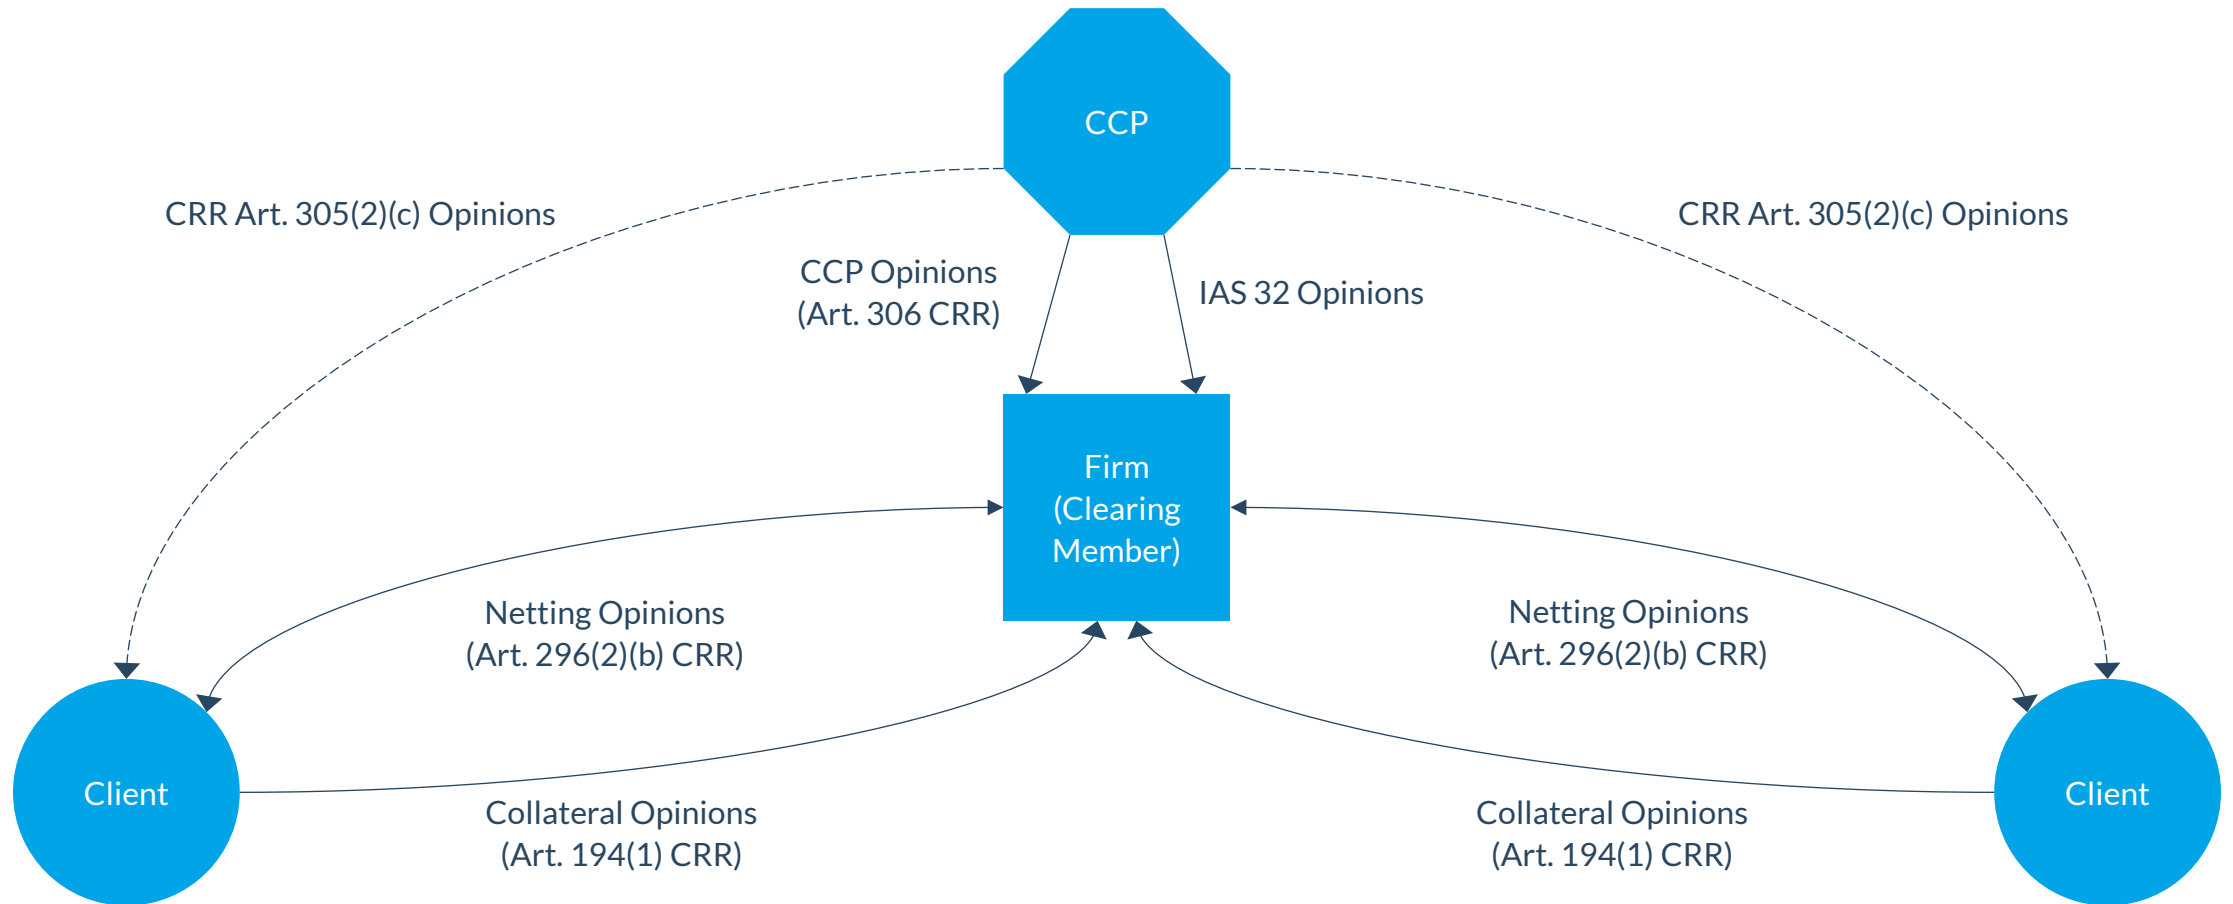 CCP
CRR Art. 305(2)(c) Opinions
CRR Art. 305(2)(c) Opinions
CCP Opinions
(Art. 306 CRR)
IAS 32 Opinions
Firm
(Clearing
Member)
Netting Opinions
(Art. 296(2)(b) CRR)
Netting Opinions
(Art. 296(2)(b) CRR)
Client
Client
Collateral Opinions
(Art. 194(1) CRR)
Collateral Opinions
(Art. 194(1) CRR)